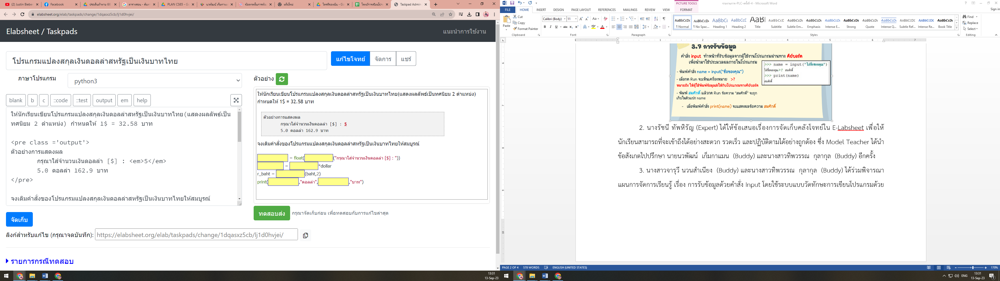 (2) Justin Bieber
Facebook
ประเด็นท้าทาย 66
ตารางสอน - ค้นหา
PLAN CS65 - Go
นวพัฒน์ เก็มกาแม
ข้อตกลงในการพัฒ
แท็บใหม่
ไดรฟ์ของฉัน - Go
โจทย์การเขียนโปร
Taskpad Admin
elabsheet.org/elab/taskpads/change/1dqasxz5cb/lj1d0hvjei/
Elabsheet / Taskpads
แนะนำการใช้งาน
โปรแกรมแปลงสกุลเงินดอลล่าสหรัฐเป็นเงินบาทไทย
แก้ไขโจทย์ จัดการ แชร์
ภาษาโปรแกรม python3
blank b c ::code ::test output em help
ให้นักเรียนเขียนโปรแกรมแปลงสกุลเงินดอลล่าสหรัฐเป็นเงินบาทไทย(แสดงผลลัพธ์เป็น
ทศนิยม 2 ตำแหน่ง) กำหนดให้ 1$ = 32.58 บาท
<pre class ='output'>
ตัวอย่างการแสดงผล
กรุณาใส่จำนวนเงินดอลล่า [$] : <em>5</em>
5.0 ดอลล่า 162.9 บาท
</pre>
จงเติมคำสั่งของโปรแกรมแปลงสกุลเงินดอลล่าสหรัฐเป็นเงินบาทไทยให้สมบูรณ์
จัดเก็บ
ตัวอย่าง
ให้นักเรียนเขียนโปรแกรมแปลงสกุลเงินดอลล่าสหรัฐเป็นเงินบาทไทย(แสดงผลลัพธ์เป็นทศนิยม 2 ตำแหน่ง)
กำหนดให้ 1$ = 32.58 บาท
ตัวอย่างการแสดงผล
กรุณาใส่จำนวนเงินดอลล่า [$] : 5
5.0 ดอลล่า 162.9 บาท
จงเติมคำสั่งของโปรแกรมแปลงสกุลเงินดอลล่าสหรัฐเป็นเงินบาทไทยให้สมบูรณ์
= float( ("กรุณาใส่จำนวนเงินดอลล่า [$] : "))
= *dollar
r_baht = (baht,2)
print( ,"ดอลล่า", ,"บาท")
ทดสอบส่ง กรุณาจัดเก็บก่อน เพื่อทดสอบกับการแก้ไขล่าสุด
ลิงก์สำหรับแก้ไข (กรุณาจดบันทึก): https://elabsheet.org/elab/taskpads/change/1dqasxz5cb/lj1d0hvjei/
รายการกรณีทดสอบ
13:31
13-Sep-23
PICTURE TOOLS
รายงานการ-PLC-ครั้งที่-4 - Microsoft Word
Sign in
FILE HOME INSERT DESIGN PAGE LAYOUT REFERENCES MAILINGS REVIEW VIEW FORMAT
Paste
Cut
Copy
Format Painter
Clipboard
Calibri (Body) 11
Font
Paragraph
AaBbCcDc AaBbCcDc AaBbCc AaBbCcD AaBl AaBbCcD AaBbCcDc AaBbCcDc AaBbCcDc AaBbCcDc AaBbCcDc AaBbCcDc AaBbCcDc AaBbCcDc AaBbCcDc
¶ Normal ¶ No Spac... Heading 1 Heading 2 Title Subtitle Subtle Em... Emphasis Intense E... Strong Quote Intense Q... Subtle Ref... Intense Re... Book Title
Styles
Find
Replace
Select
Editing
3.7 การรับข้อมูล
คำสั่ง input ทำหน้าที่รับข้อมูลจากผู้ใช้งานโปรแกรมผ่านทาง คีย์บอร์ด
เพื่อนำมาใช้ประมวลผลภายในโปรแกรม
- พิมพ์คำสั่ง name = input("ชื่อของคุณ")
- เมื่อกด Run จะเห็นเครื่องหมาย >?
หมายถึง ให้ผู้ใช้พิมพ์ข้อมูลส่งให้กับโปรแกรมทางคีย์บอร์ด
- พิมพ์ สมศักดิ์ แล้วกด Run ข้อความ "สมศักดิ์" จะถูก
เก็บในตัวแปร name
- เมื่อพิมพ์คำสั่ง print(name) จะแสดงผลข้อความ สมศักดิ์
>>> name = input("ใส่ชื่อของคุณ")
ใส่ชื่อของคุณ>? สมศักดิ์
>>> print(name)
สมศักดิ์
2. นางรัชนี ทัพหิรัญ (Expert) ได้ให้ข้อเสนอเรื่องการจัดเก็บคลังโจทย์ใน E-Labsheet เพื่อให้
นักเรียนสามารถที่จะเข้าถึงได้อย่างสะดวก รวดเร็ว และปฏิบัติตามได้อย่างถูกต้อง ซึ่ง Model Teacher ได้นำ
ข้อสังเกตไปปรึกษา นายนวพัฒน์ เก็มกาแมน (Buddy) และนางสาวทิพวรรณ กุลากุล (Buddy) อีกครั้ง
3. นางสาวจารุวี นวนสำเนียง (Buddy) และนางสาวทิพวรรณ กุลากุล (Buddy) ได้ร่วมพิจารณา
แผนการจัดการเรียนรู้ เรื่อง การรับข้อมูลด้วยคำสั่ง Input โดยใช้ระบบแบบวัดทักษะการเขียนโปรแกรมด้วย
PAGE 2 OF 4 578 WORDS ENGLISH (UNITED STATES)
170%
ENG
13:31
13-Sep-23